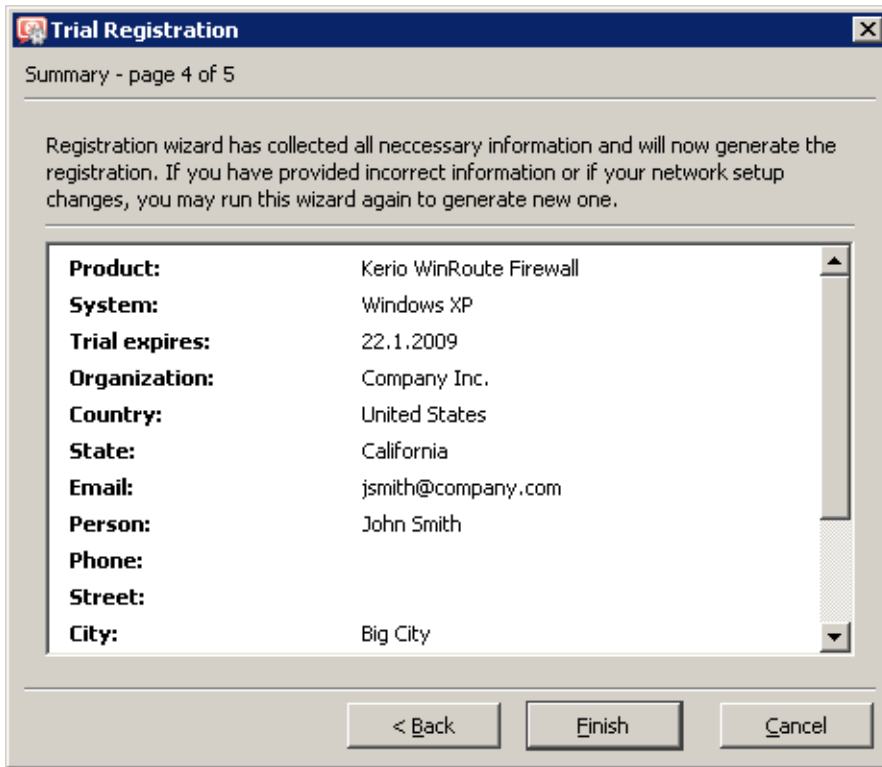 Trial Registration
Summary - page 4 of 5
Registration wizard has collected all neccessary information and will now generate the
registration. If you have provided incorrect information or if your network setup
changes, you may run this wizard again to generate new one.
Product: Kerio WinRoute Firewall
System: Windows XP
Trial expires: 22.1.2009
Organization: Company Inc.
Country: United States
State: California
Email: jsmith@company.com
Person: John Smith
Phone:
Street:
City: Big City
< Back Finish Cancel